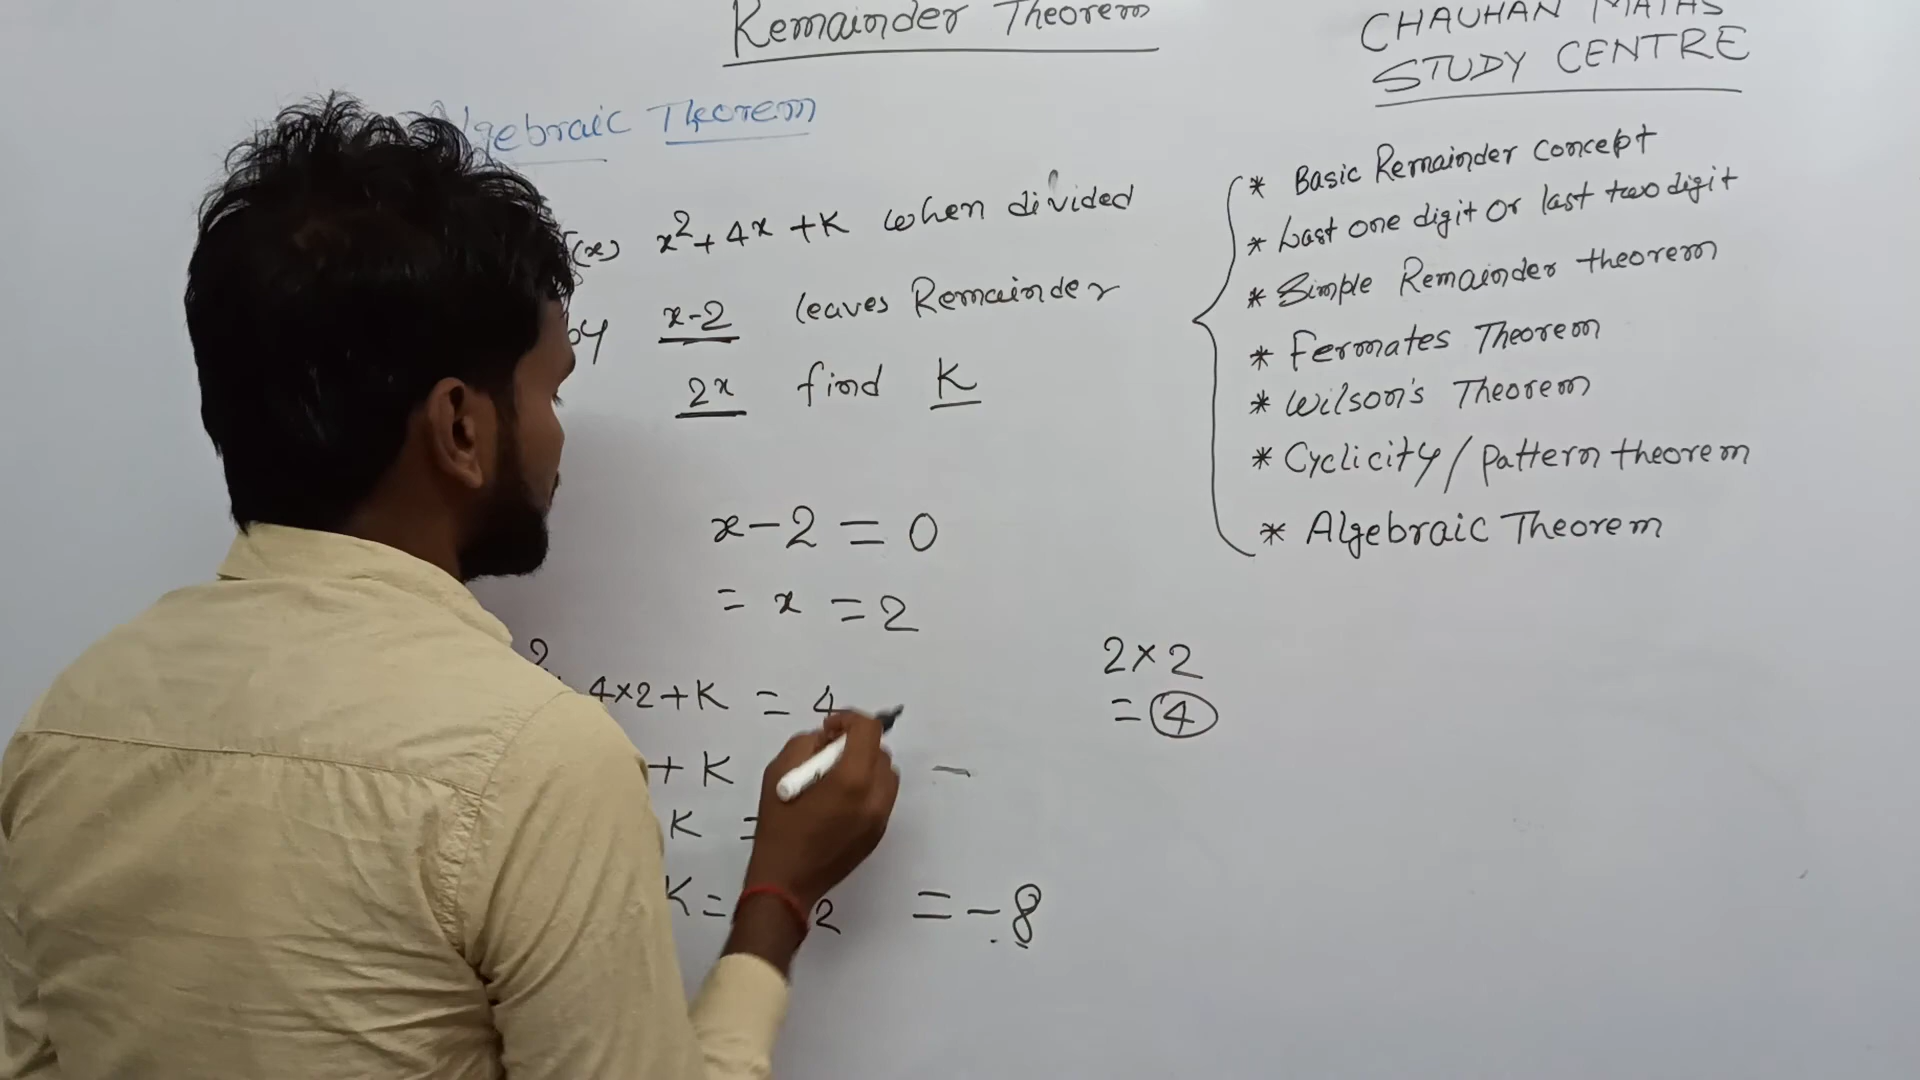 Remainder Theorem
Algebraic Theorem
f(x) x²+4x+K when divided
by x-2 leaves Remainder
2x find K
x-2=0
= x =2
2
4×2+K = 4
+ K
-
K =
K= 2 = -8
2×2
= 4
CHAUHAN MATHS
STUDY CENTRE
* Basic Remainder concept
* Last one digit Or last two digit
* Simple Remainder theorem
* Fermates Theorem
* Wilson's Theorem
* Cyclicity/pattern theorem
* Algebraic Theorem